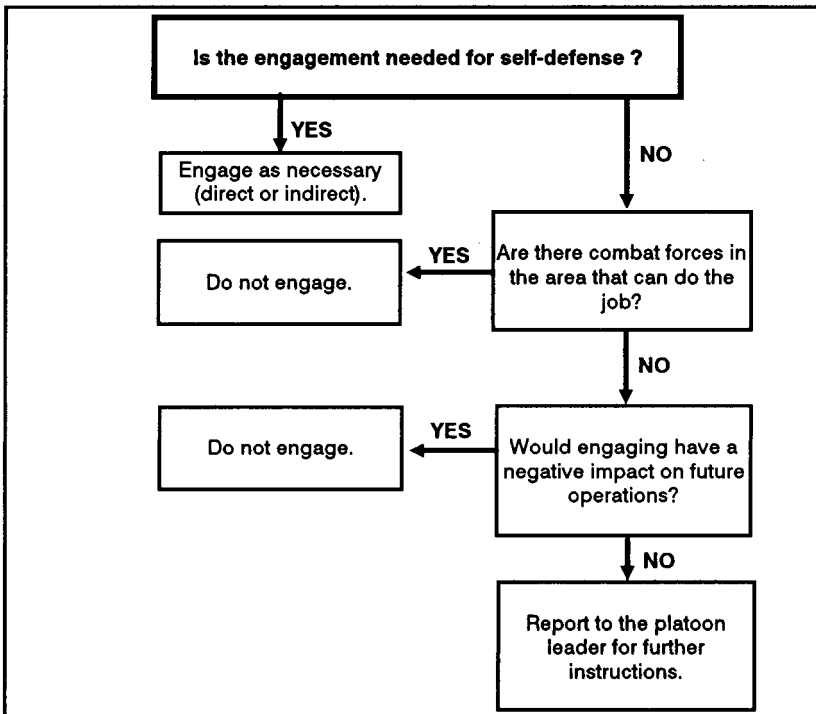 Is the engagement needed for self-defense ?
YES
NO
Engage as necessary
(direct or indirect).
Do not engage.
YES
Are there combat forces in
the area that can do the
job?
NO
Do not engage.
YES
Would engaging have a
negative impact on future
operations?
NO
Report to the platoon
leader for further
instructions.